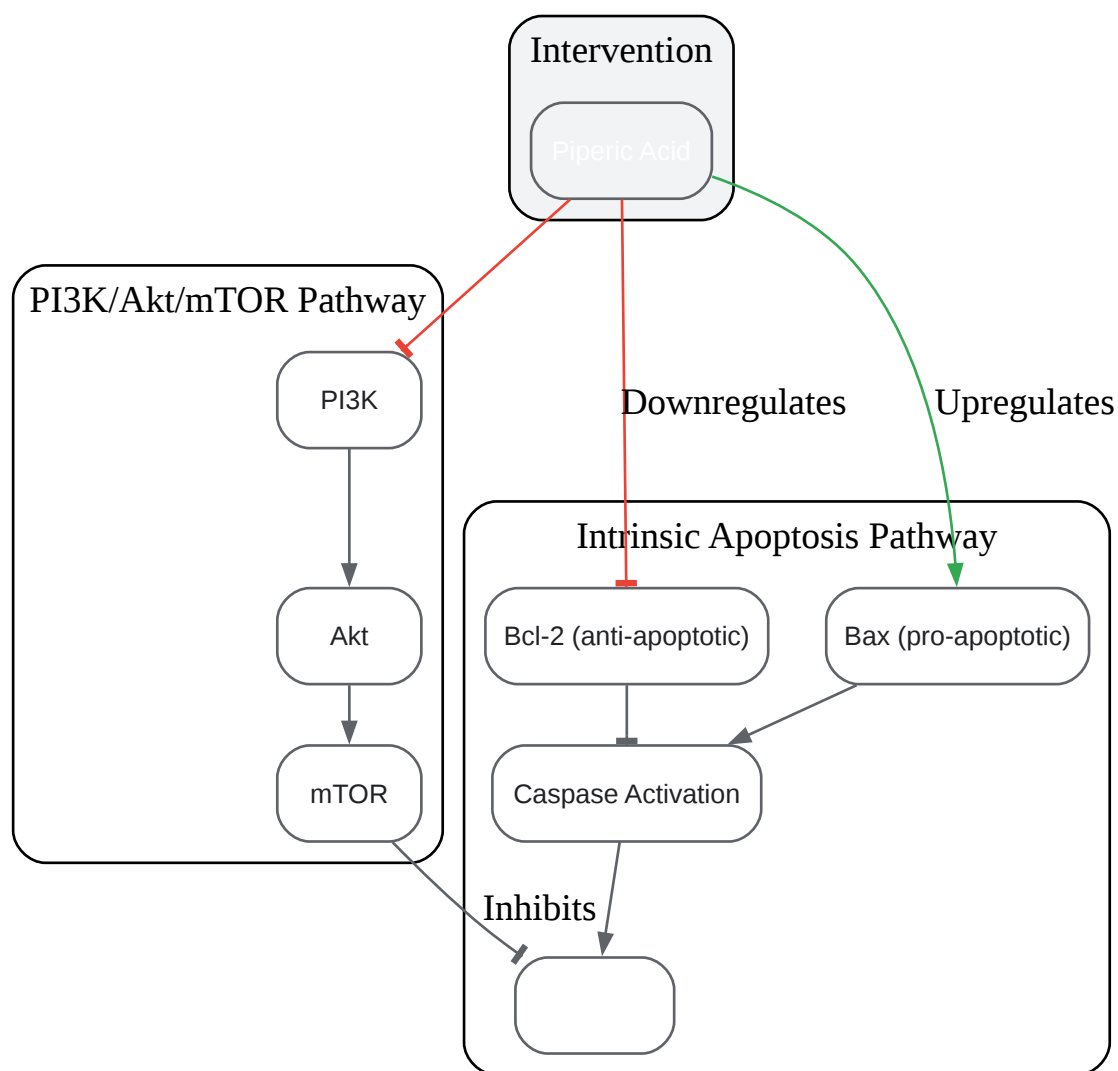 Intervention
Piperic Acid
PI3K/Akt/mTOR Pathway
PI3K
Downregulates
Upregulates
Intrinsic Apoptosis Pathway
Akt
Bcl-2 (anti-apoptotic)
Bax (pro-apoptotic)
mTOR
Caspase Activation
Inhibits